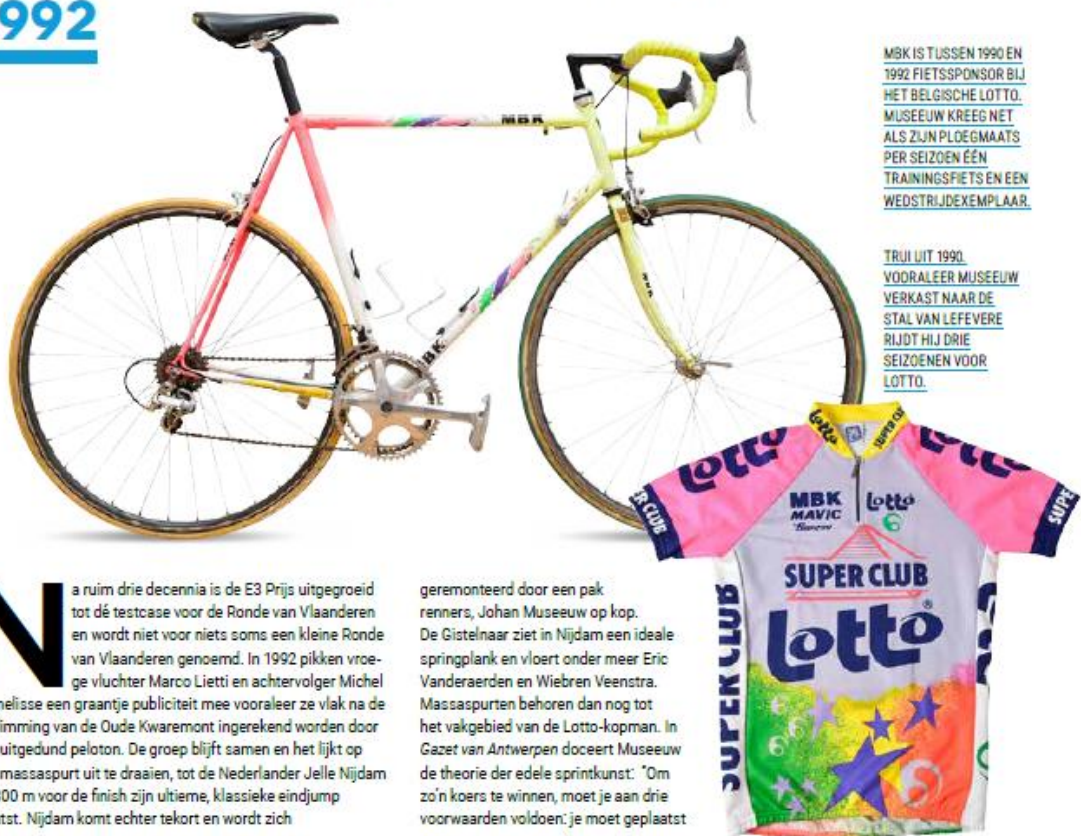 992
MBK IS TUSSEN 1990 EN
1992 FIETSSPONSOR BIJ
HET BELGISCHE LOTTO.
MUSEEUW KREEG NET
ALS ZIJN PLOEGMAATS
PER SEIZOEN ÉÉN
TRAININGSFIETS EN EEN
WEDSTRIJDEXEMPLAAR.
TRUI UIT 1990.
VOORALEER MUSEEUW
VERKAST NAAR DE
STAL VAN LEFEVERE
RIJDT HIJ DRIE
SEIZOENEN VOOR
LOTTO.
MBK
MBK
BK
Lotto
SUPER CL
Lotto
Lotto
R CLUB
SUPE
MBK
Lotto
MAVIC
SUPER CLUB
Lotto®
SUPER CLUB
Na ruim drie decennia is de E3 Prijs uitgegroeid
tot dé testcase voor de Ronde van Vlaanderen
en wordt niet voor niets soms een kleine Ronde
van Vlaanderen genoemd. In 1992 pikken vroe-
ge vluchter Marco Lietti en achtervolger Michel
nelisse een graantje publiciteit mee vooraleer ze vlak na de
imming van de Oude Kwaremont ingerekend worden door
uitgedund peloton. De groep blijft samen en het lijkt op
massaspurt uit te draaien, tot de Nederlander Jelle Nijdam
300 m voor de finish zijn ultieme, klassieke eindjump
tst. Nijdam komt echter tekort en wordt zich
geremonteerd door een pak
renners, Johan Museeuw op kop.
De Gistelnaar ziet in Nijdam een ideale
springplank en vloert onder meer Eric
Vanderaerden en Wiebren Veenstra.
Massaspurten behoren dan nog tot
het vakgebied van de Lotto-kopman. In
Gazet van Antwerpen doceert Museeuw
de theorie der edele sprintkunst: "Om
zo'n koers te winnen, moet je aan drie
voorwaarden voldoen: je moet geplaatst